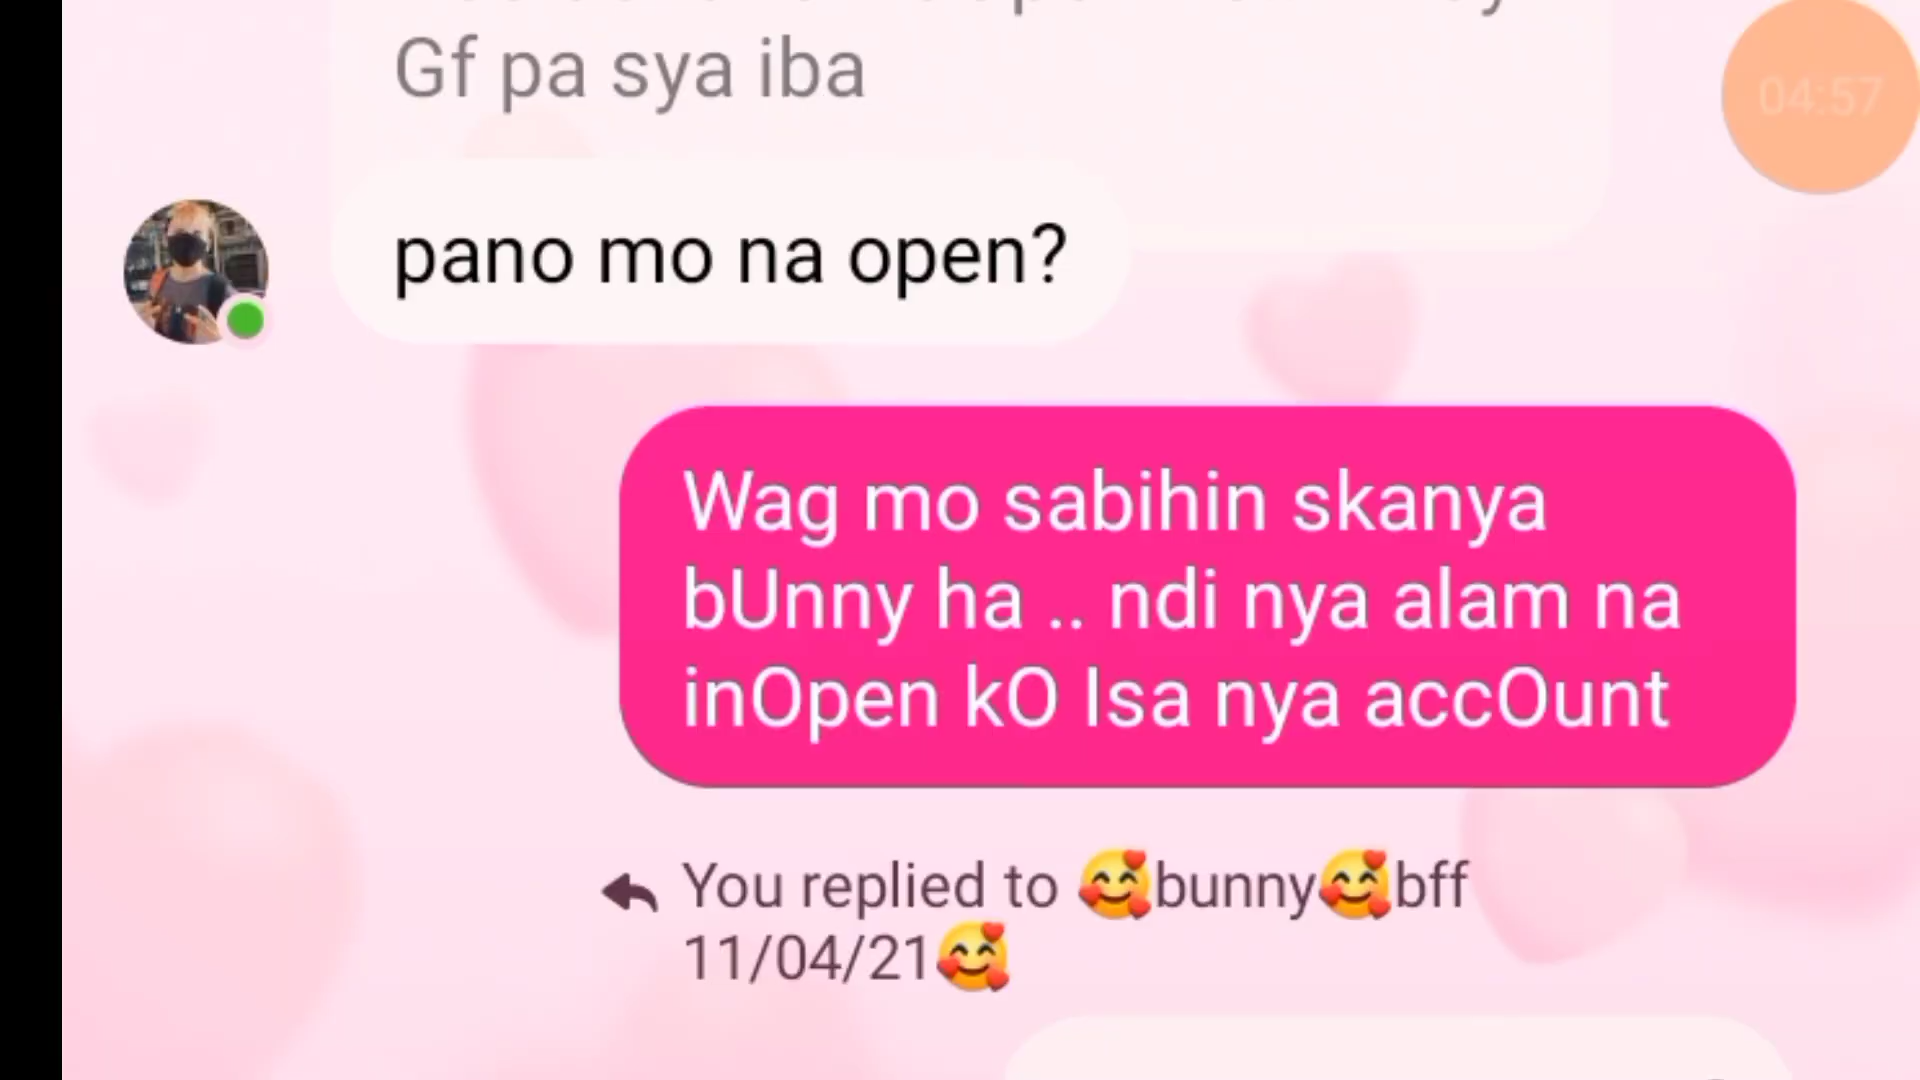 Gf pa sya iba
04:57
pano mo na open?
Wag mo sabihin skanya
bUnny ha .. ndi nya alam na
inOpen kO Isa nya accOunt
You replied to 🥰bunny🥰bff
11/04/21🥰